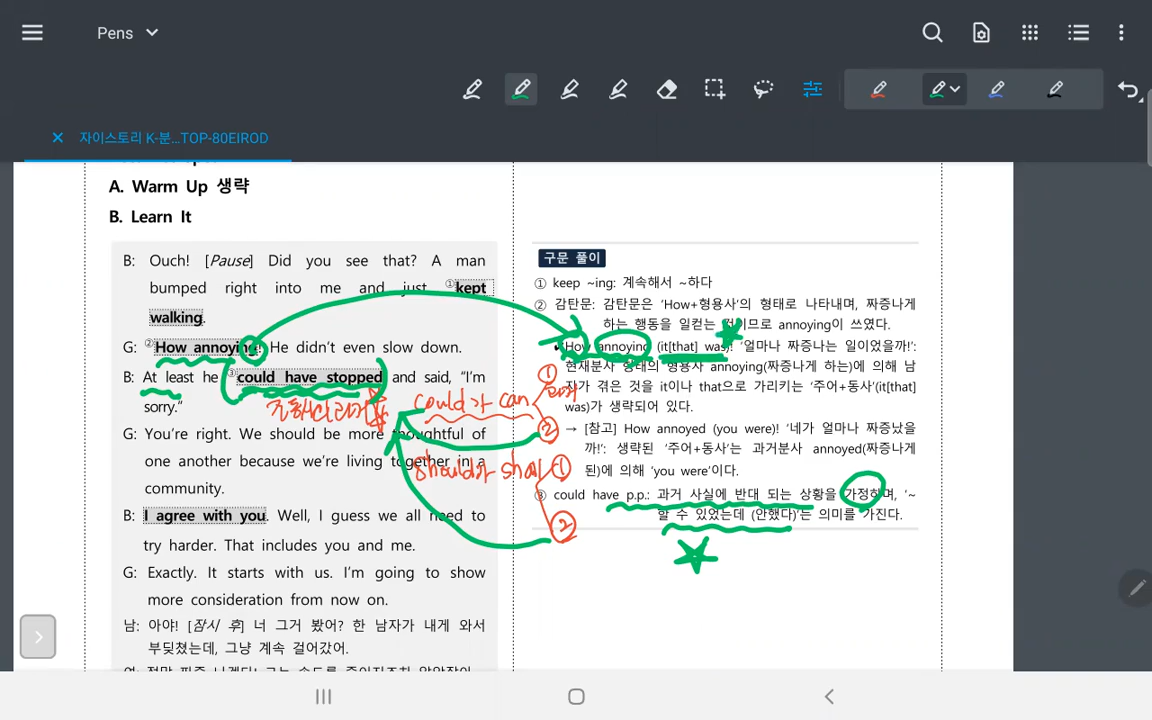 Pens
자이스토리 K-분...TOP-80EIROD
A. Warm Up 생략
B. Learn It
B: Ouch! [Pause] Did you see that? A man
bumped right into me and just ①kept
walking.
G: ②How annoying! He didn't even slow down.
B: At least he ③could have stopped and said, "I'm
sorry."
G: You're right. We should be more thoughtful of
one another because we're living together in a
community.
B: I agree with you. Well, I guess we all need to
try harder. That includes you and me.
G: Exactly. It starts with us. I'm going to show
more consideration from now on.
남: 아야! [잠시 후] 너 그거 봤어? 한 남자가 내게 와서
부딪쳤는데, 그냥 계속 걸어갔어.
could가 can
①
②
should가 shall
①
②
구문 풀이
① keep ~ing: 계속해서 ~하다
② 감탄문: 감탄문은 'How+형용사'의 형태로 나타내며, 짜증나게
하는 행동을 일컫는 것이므로 annoying이 쓰였다.
✔How annoying (it[that] was)! '얼마나 짜증나는 일이었을까!':
현재분사 형태의 형용사 annoying(짜증나게 하는)에 의해 남
자가 겪은 것을 it이나 that으로 가리키는 '주어+동사'(it[that]
was)가 생략되어 있다.
→ [참고] How annoyed (you were)! '네가 얼마나 짜증났을
까!': 생략된 '주어+동사'는 과거분사 annoyed(짜증나게
된)에 의해 'you were'이다.
③ could have p.p.: 과거 사실에 반대 되는 상황을 가정하며, '~
할 수 있었는데 (안했다)'는 의미를 가진다.